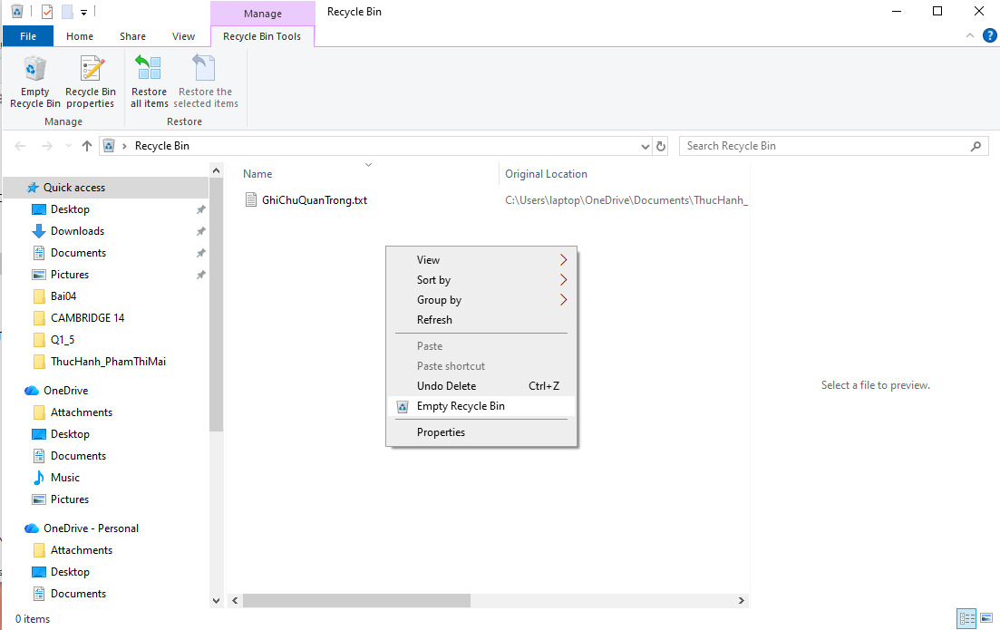 Manage
Recycle Bin
File
Home
Share
View
Recycle Bin Tools
Empty
Recycle Bin
Recycle Bin
properties
Restore
all items
Restore the
selected items
Manage
Restore
Recycle Bin
Search Recycle Bin
Quick access
Desktop
Downloads
Documents
Pictures
Bai04
CAMBRIDGE 14
Q1_5
ThucHanh_PhamThiMai
OneDrive
Attachments
Desktop
Documents
Music
Pictures
OneDrive - Personal
Attachments
Desktop
Documents
Name
Original Location
GhiChuQuanTrong.txt
C:\Users\laptop\OneDrive\Documents\ThucHanh_
View
Sort by
Group by
Refresh
Paste
Paste shortcut
Undo Delete Ctrl+Z
Empty Recycle Bin
Properties
Select a file to preview.
0 items